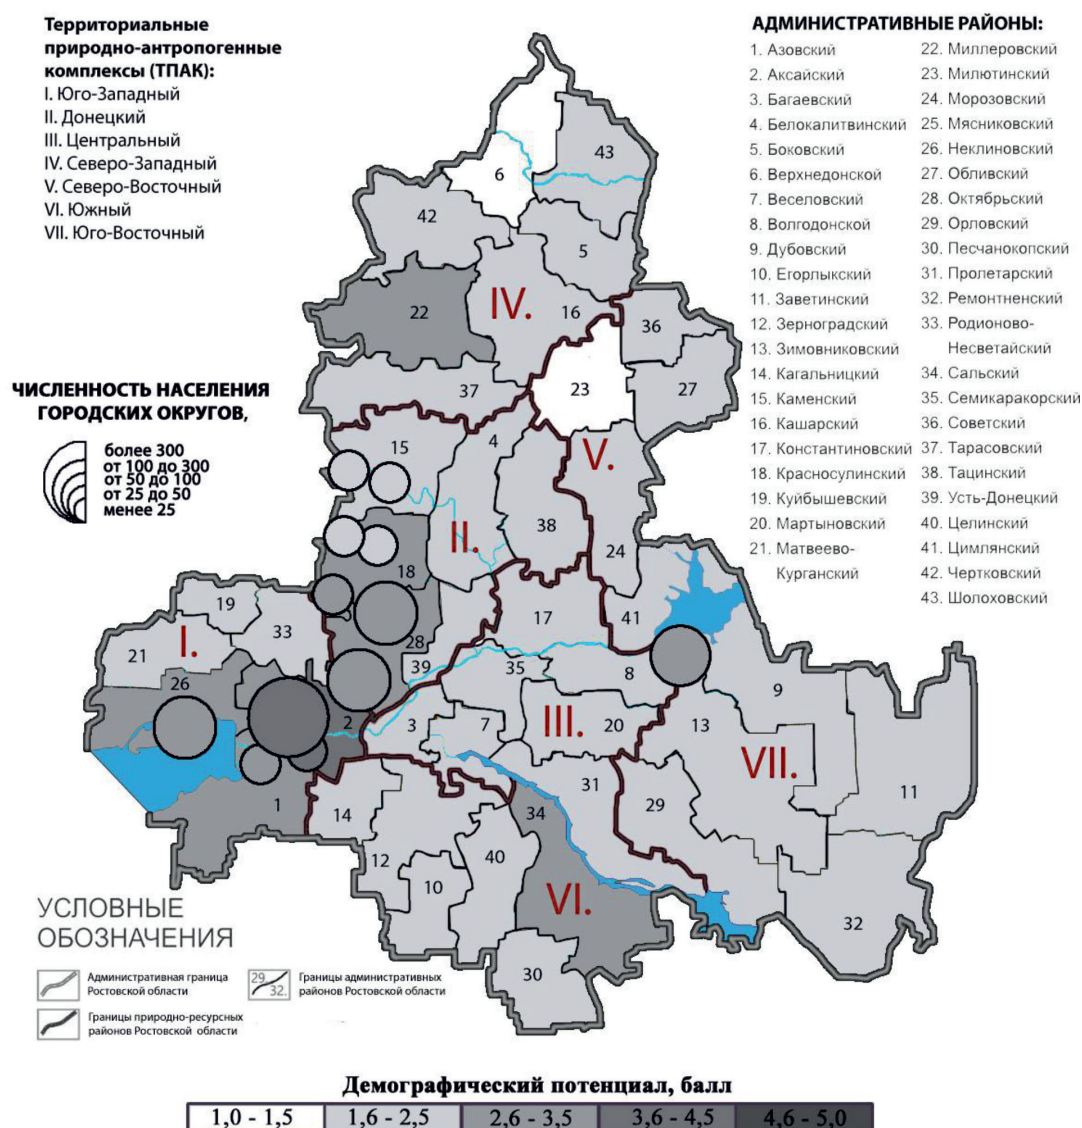 Территориальные
природно-антропогенные
комплексы (ТПАК):
I. Юго-Западный
II. Донецкий
III. Центральный
IV. Северо-Западный
V. Северо-Восточный
VI. Южный
VII. Юго-Восточный
АДМИНИСТРАТИВНЫЕ РАЙОНЫ:
1. Азовский
2. Аксайский
3. Багаевский
4. Белокалитвинский
5. Боковский
6. Верхнедонской
7. Веселовский
8. Волгодонской
9. Дубовский
10. Егорлыкский
11. Заветинский
12. Зерноградский
13. Зимовниковский
14. Кагальницкий
15. Каменский
16. Кашарский
17. Константиновский
18. Красносулинский
19. Куйбышевский
20. Мартыновский
21. Матвеево-
Курганский
22. Миллеровский
23. Милютинский
24. Морозовский
25. Мясниковский
26. Неклиновский
27. Обливский
28. Октябрьский
29. Орловский
30. Песчанокопский
31. Пролетарский
32. Ремонтненский
33. Родионово-
Несветайский
34. Сальский
35. Семикаракорский
36. Советский
37. Тарасовский
38. Тацинский
39. Усть-Донецкий
40. Целинский
41. Цимлянский
42. Чертковский
43. Шолоховский
ЧИСЛЕННОСТЬ НАСЕЛЕНИЯ
ГОРОДСКИХ ОКРУГОВ,
более 300
от 100 до 300
от 50 до 100
от 25 до 50
менее 25
43
6
42
5
22
IV.
16
36
23
27
37
4
15
V.
38
II.
24
18
19
17
41
33
28
I.
21
39
35
8
26
9
2
3
7
III.
20
13
VII.
31
11
1
14
34
29
40
12
10
VI.
32
30
УСЛОВНЫЕ
ОБОЗНАЧЕНИЯ
Административная граница
Ростовской области
29
32.
Границы административных
районов Ростовской области
Границы природно-ресурсных
районов Ростовской области
Демографический потенциал, балл
1,0 - 1,5
1,6 - 2,5
2,6 - 3,5
3,6 - 4,5
4,6 - 5,0